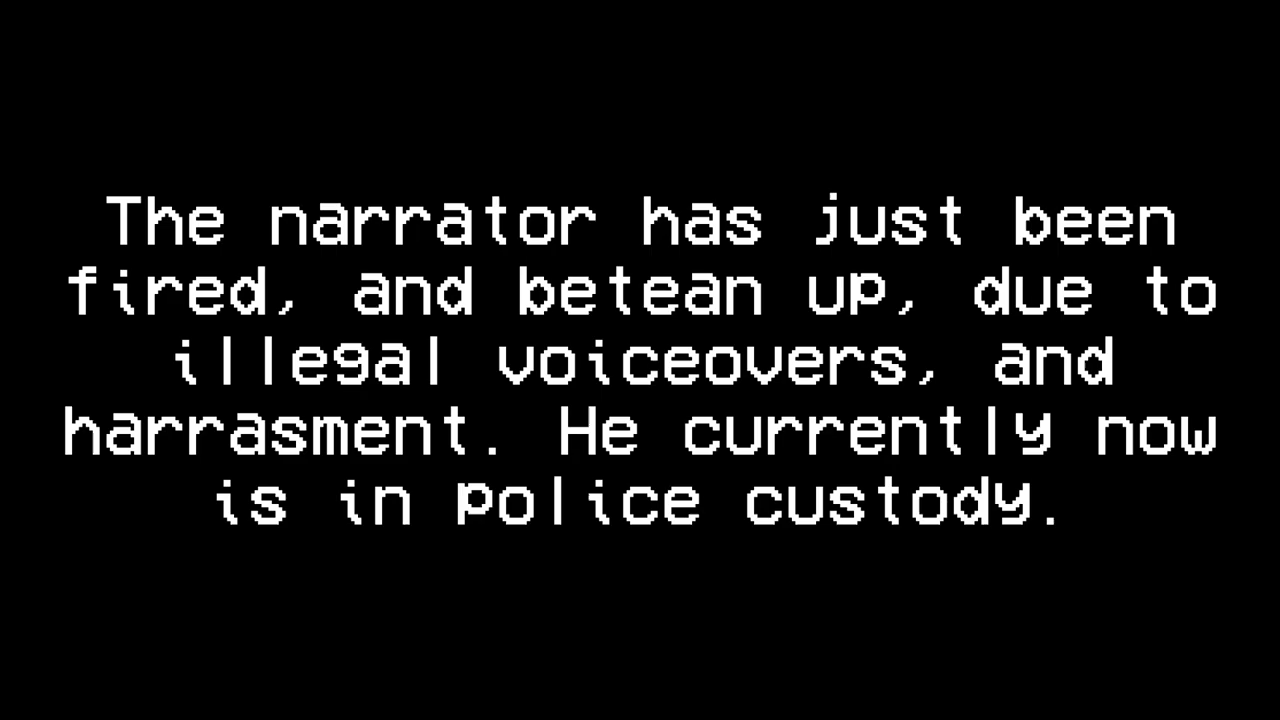 The narrator has just been
fired, and betean up, due to
illegal voiceovers, and
harrasment. He currently now
is in police custody.